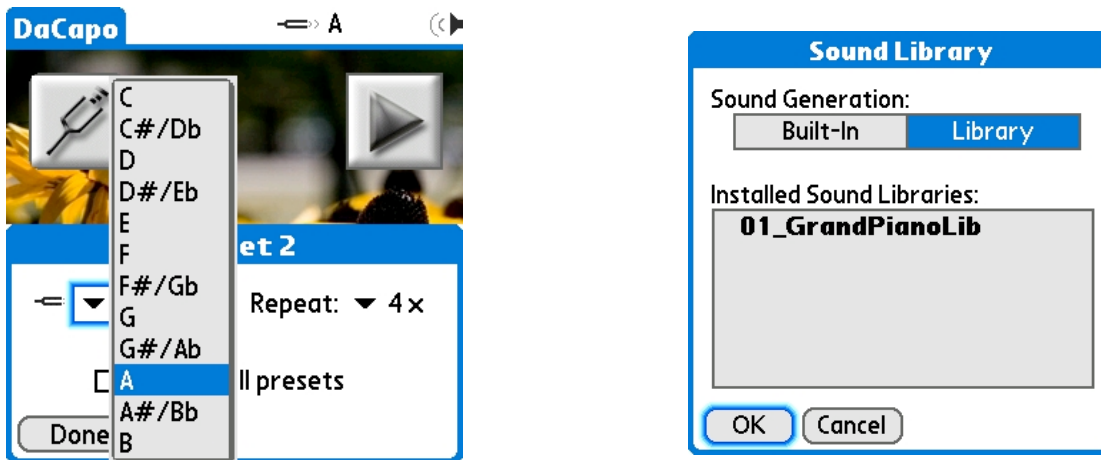 DaCapo
A
C
C#/Db
D
D#/Eb
E
F
F#/Gb
G
G#/Ab
A
A#/Bb
B
et 2
Repeat: 4x
ll presets
Done
Sound Library
Sound Generation:
Built-In Library
Installed Sound Libraries:
01_GrandPianoLib
OK Cancel